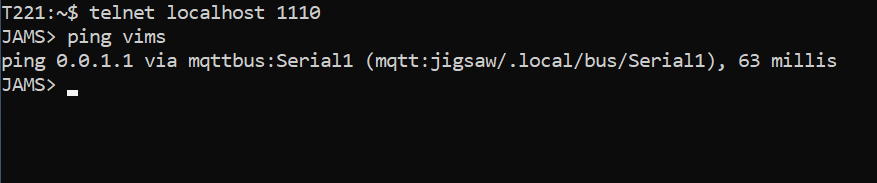 T221:~$ telnet localhost 1110
JAMS> ping vims
ping 0.0.1.1 via mqttbus:Serial1 (mqtt:jigsaw/.local/bus/Serial1), 63 millis
JAMS>